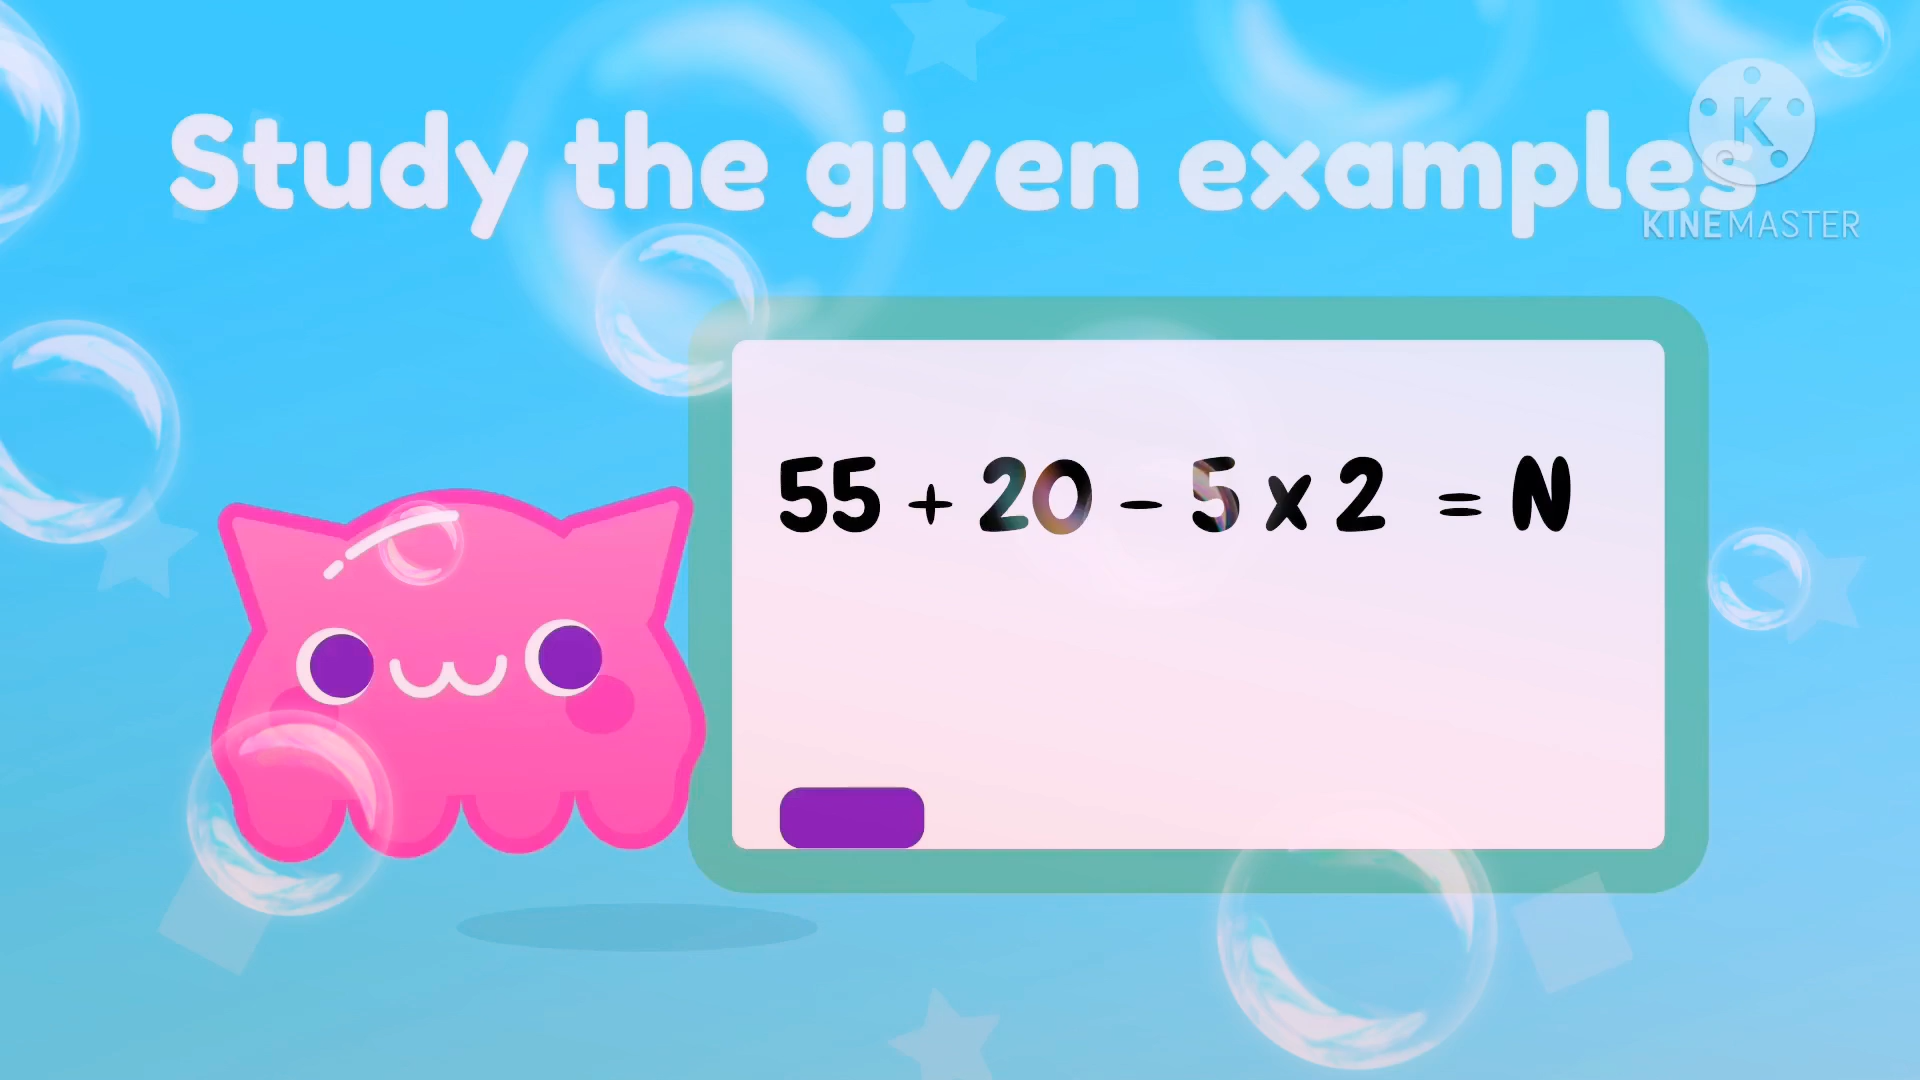 Study the given examples
K
KINEMASTER
55 + 20 - 5 x 2 = N